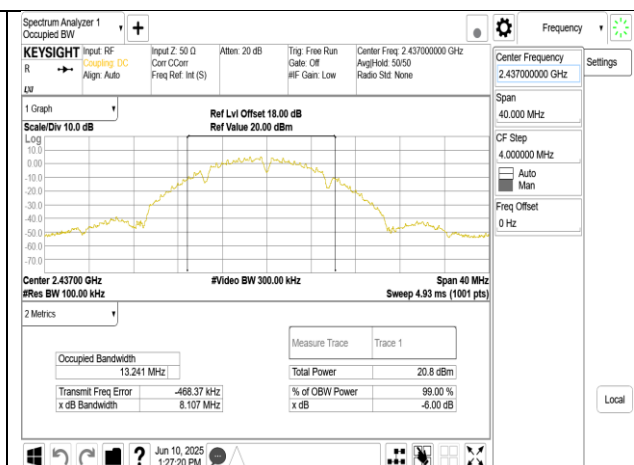 Spectrum Analyzer 1
Occupied BW
Frequency
KEYSIGHT
Input: RF
Coupling: DC
Align: Auto
Input Z: 50 Ω
Corr CCorr
Freq Ref: Int (S)
Atten: 20 dB
Trig: Free Run
Gate: Off
#IF Gain: Low
Center Freq: 2.437000000 GHz
Avg|Hold: 50/50
Radio Std: None
R
LXI
Center Frequency
2.437000000 GHz
Settings
Span
40.000 MHz
CF Step
4.000000 MHz
Auto
Man
Freq Offset
0 Hz
Local
1 Graph
Scale/Div 10.0 dB
Ref Lvl Offset 18.00 dB
Ref Value 20.00 dBm
Log
10.0
0.00
-10.0
-20.0
-30.0
-40.0
-50.0
-60.0
-70.0
Center 2.43700 GHz
#Video BW 300.00 kHz
Span 40 MHz
#Res BW 100.00 kHz
Sweep 4.93 ms (1001 pts)
2 Metrics
Measure Trace
Trace 1
Occupied Bandwidth
13.241 MHz
Total Power
20.8 dBm
Transmit Freq Error
-468.37 kHz
% of OBW Power
99.00 %
x dB Bandwidth
8.107 MHz
x dB
-6.00 dB
?
Jun 10, 2025
1:27:20 PM